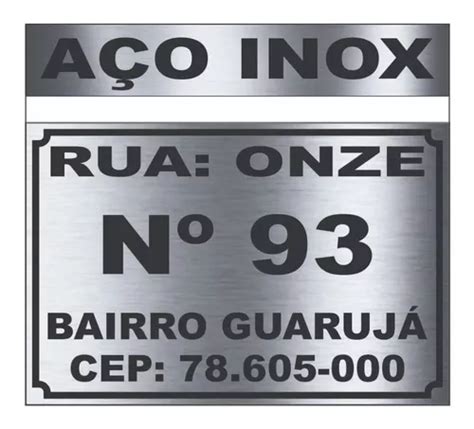 AÇO INOX
RUA: ONZE
Nº 93
BAIRRO GUARUJÁ
CEP: 78.605-000